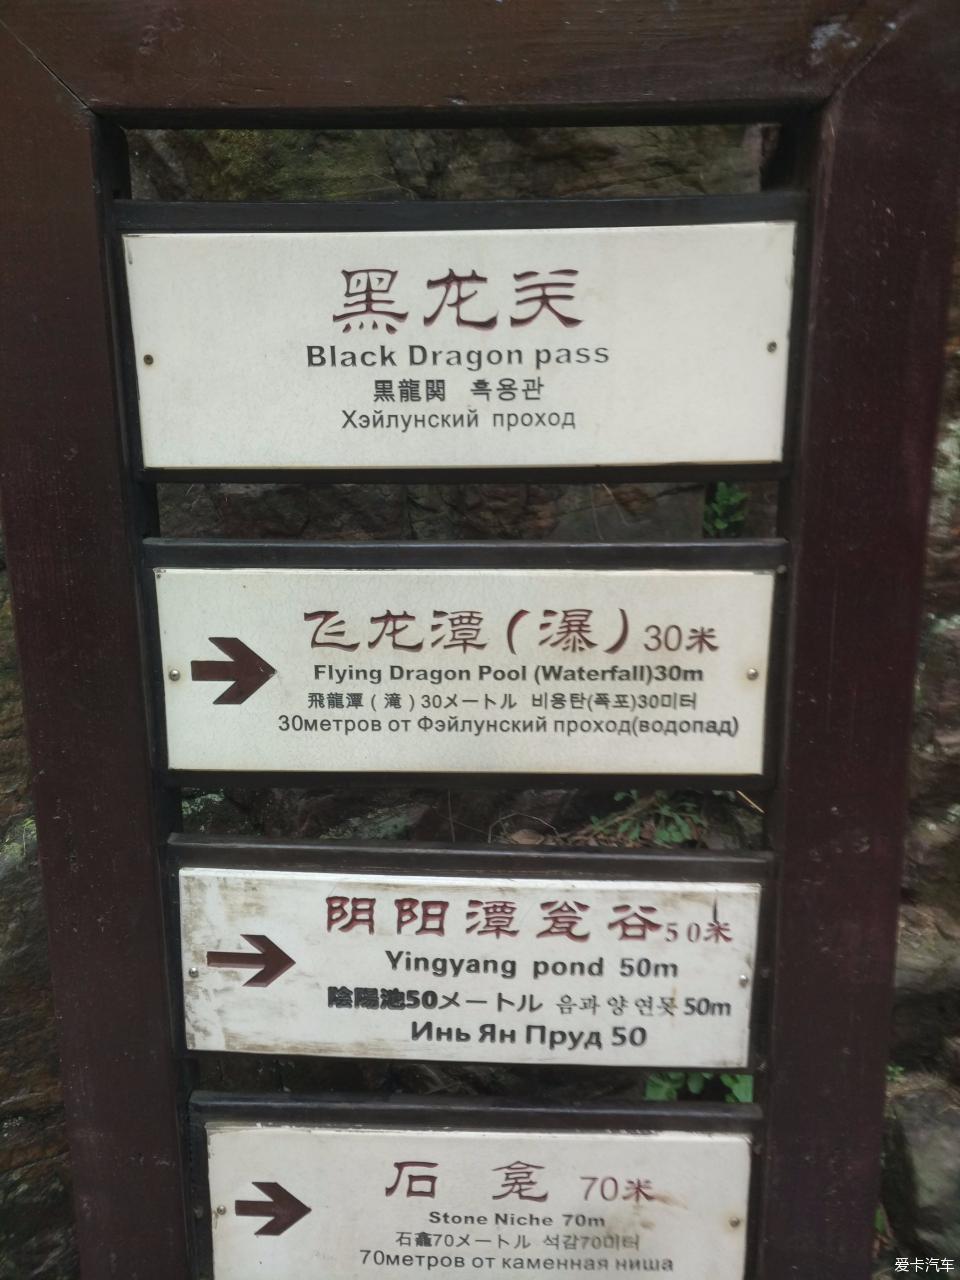 黑龙关
Black Dragon pass
黒龍関 흑용관
Хэйлунский проход
飞龙潭(瀑)30米
Flying Dragon Pool (Waterfall)30m
飛龍潭(滝)30メートル 비용탄(폭포)30미터
30метров от Фэйлунский проход(водопад)
阴阳潭瓮谷50米
Yingyang pond 50m
陰陽池50メートル 음과 양 연못 50m
Инь Ян Пруд 50
石龛 70米
Stone Niche 70m
石龕70メートル 석감70미터
70метров от каменная ниша
爱卡汽车